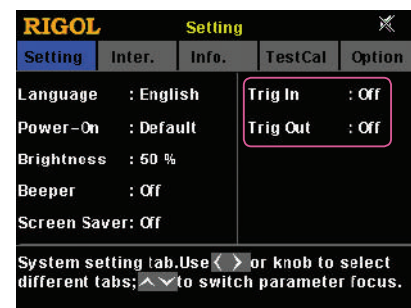 RIGOL Setting
Setting Inter. Info. TestCal Option
Language : English Trig In : Off
Power-On : Default Trig Out : Off
Brightness : 50 %
Beeper : Off
Screen Saver: Off
System setting tab.Use < > or knob to select
different tabs; ∧ ∨ to switch parameter focus.